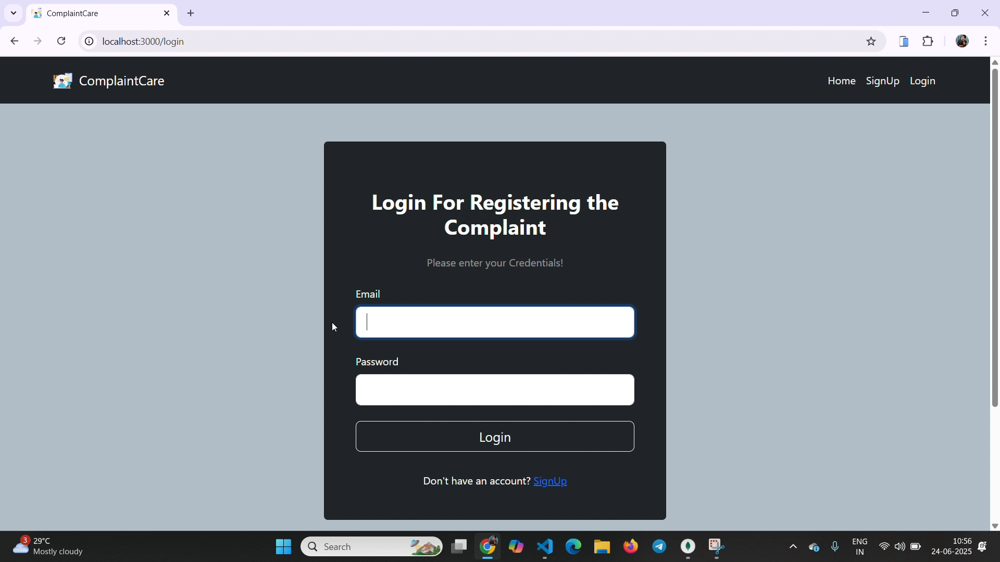 ComplaintCare
localhost:3000/login
ComplaintCare
Home SignUp Login
Login For Registering the
Complaint
Please enter your Credentials!
Email
Password
Login
Don't have an account? SignUp
3
29°C
Mostly cloudy
Search
ENG
IN
10:56
24-06-2025